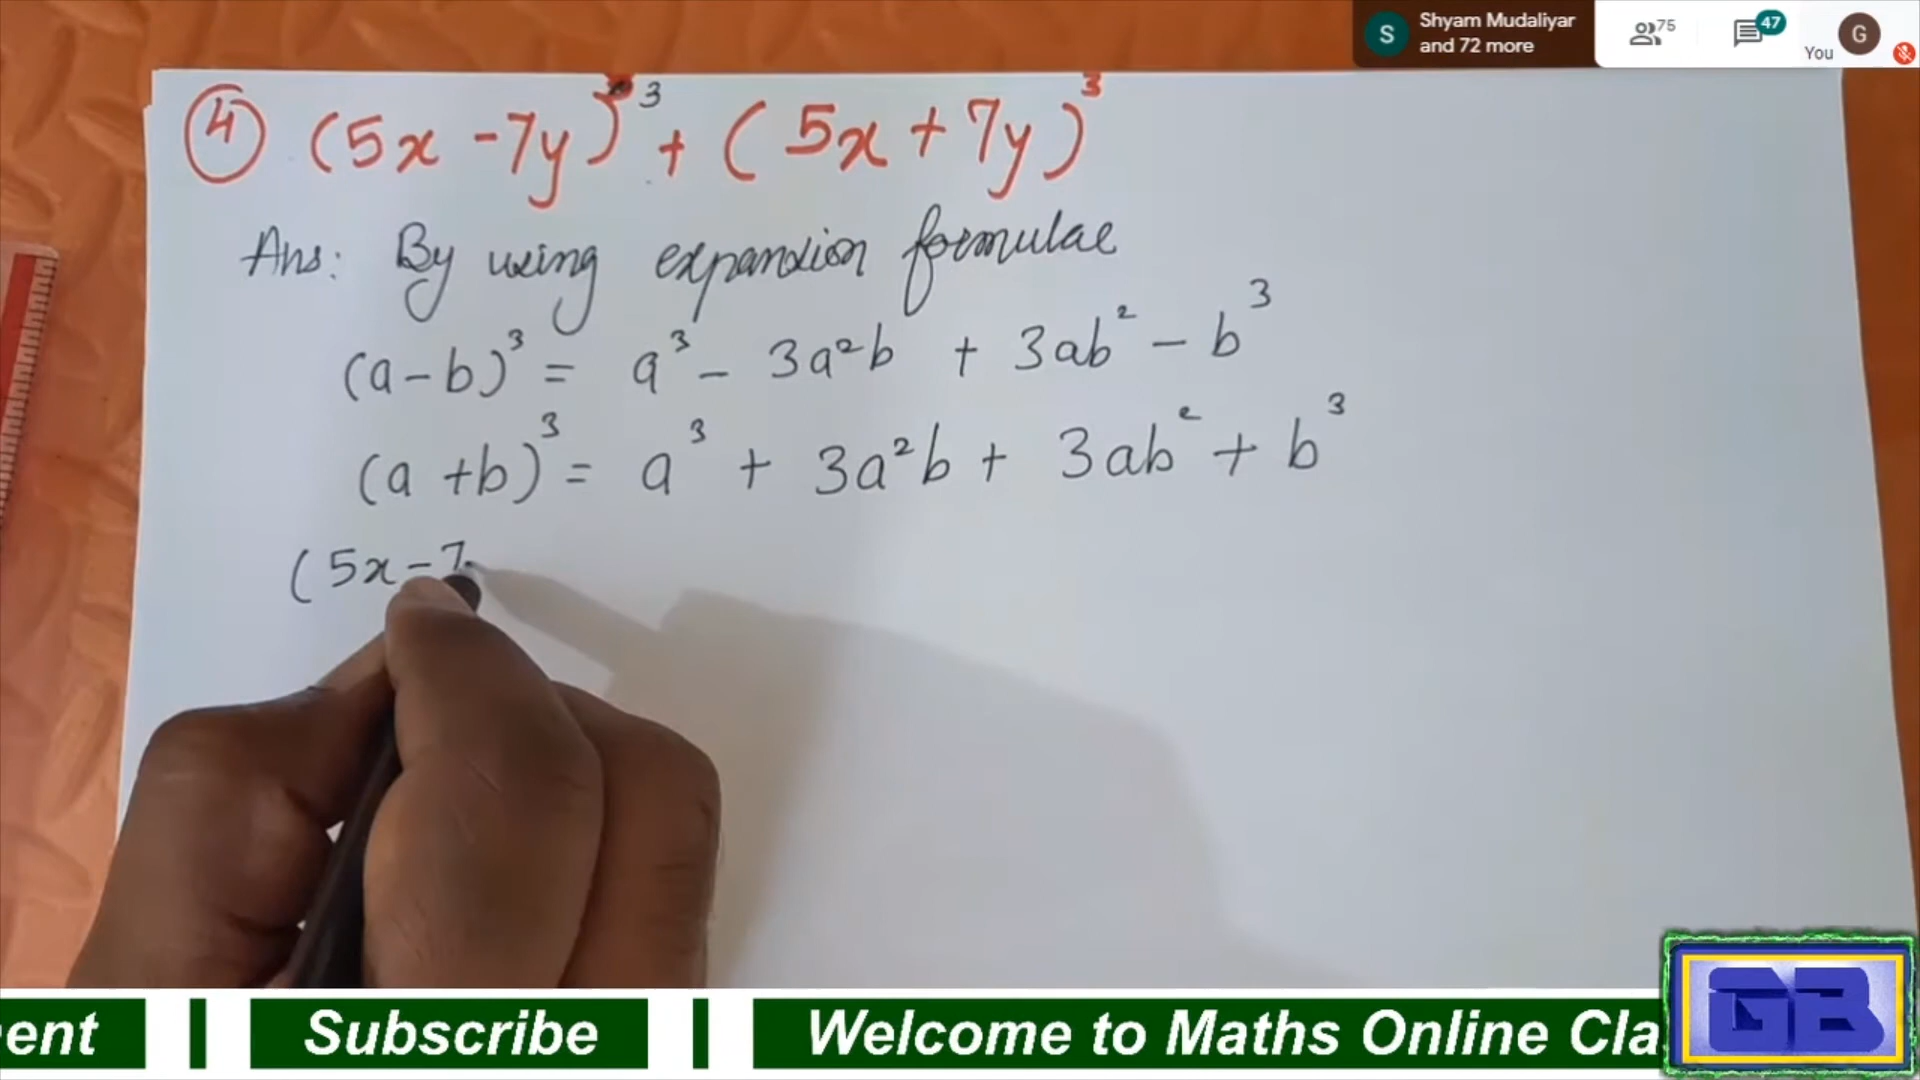 S Shyam Mudaliyar
and 72 more
75
47
You G
④ (5x - 7y)³ + (5x + 7y)³
Ans: By using expansion formulae
(a - b)³ = a³ - 3a²b + 3ab² - b³
(a + b)³ = a³ + 3a²b + 3ab² + b³
(5x - 7
ent | Subscribe | Welcome to Maths Online Cla
GB